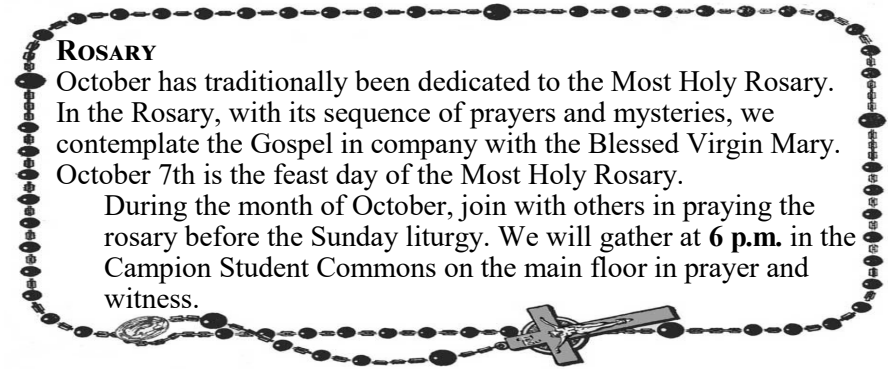 ROSARY
October has traditionally been dedicated to the Most Holy Rosary.
In the Rosary, with its sequence of prayers and mysteries, we
contemplate the Gospel in company with the Blessed Virgin Mary.
October 7th is the feast day of the Most Holy Rosary.
During the month of October, join with others in praying the
rosary before the Sunday liturgy. We will gather at 6 p.m. in the
Campion Student Commons on the main floor in prayer and
witness.